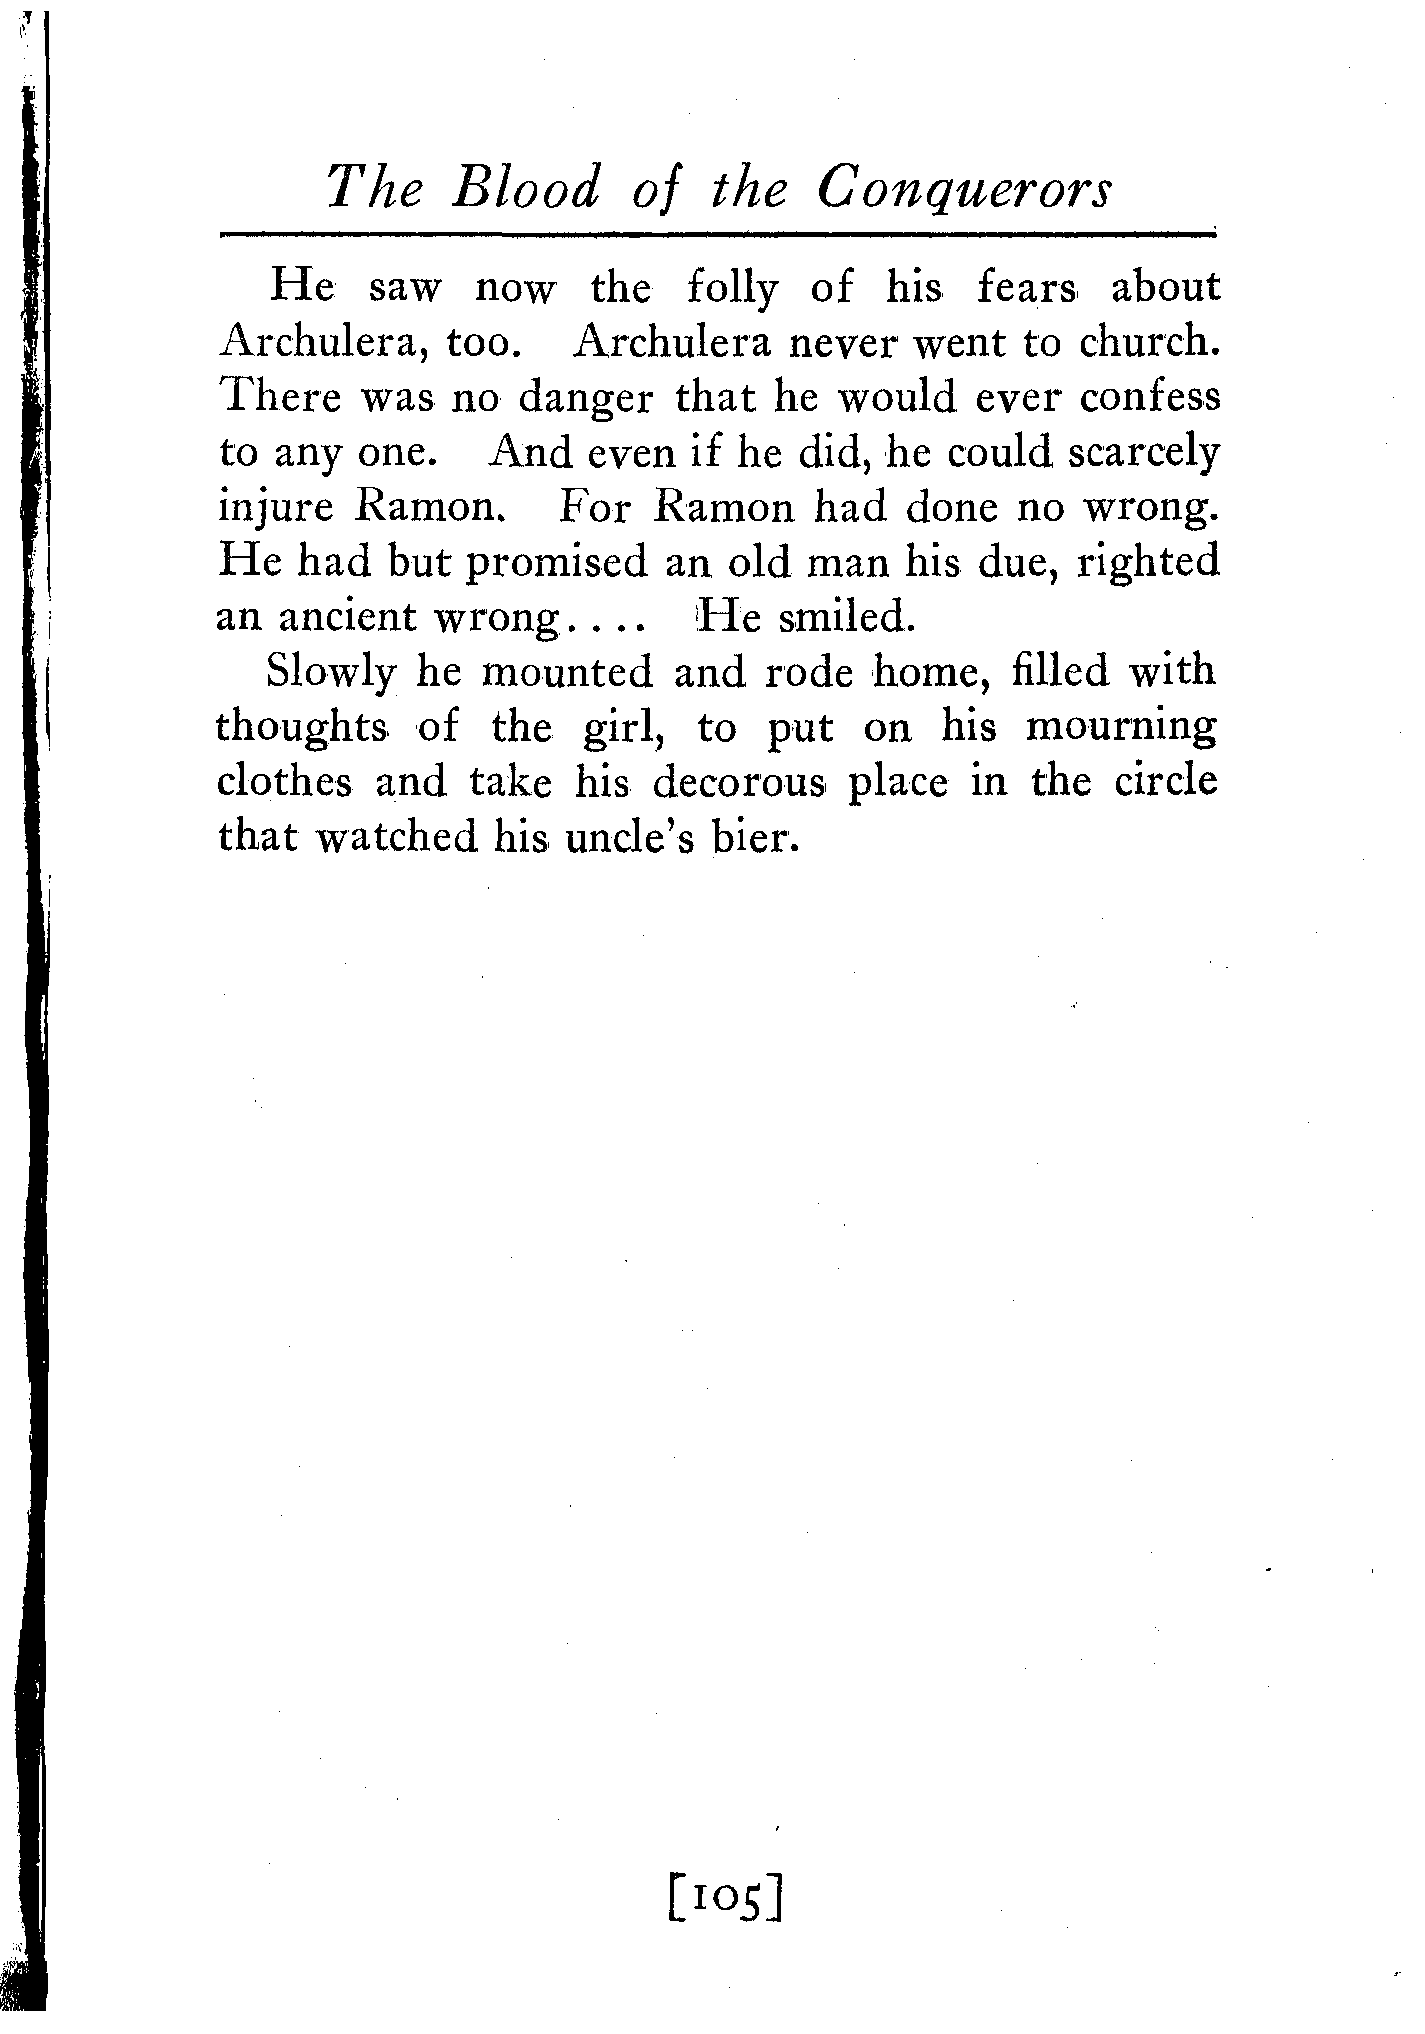 The Blood of the Conquerors
He saw now the folly of his fears about
Archulera, too. Archulera never went to church.
There was no danger that he would ever confess
to any one. And even if he did, he could scarcely
injure Ramon. For Ramon had done no wrong.
He had but promised an old man his due, righted
an ancient wrong.... He smiled.
Slowly he mounted and rode home, filled with
thoughts of the girl, to put on his mourning
clothes and take his decorous place in the circle
that watched his uncle's bier.
[105]